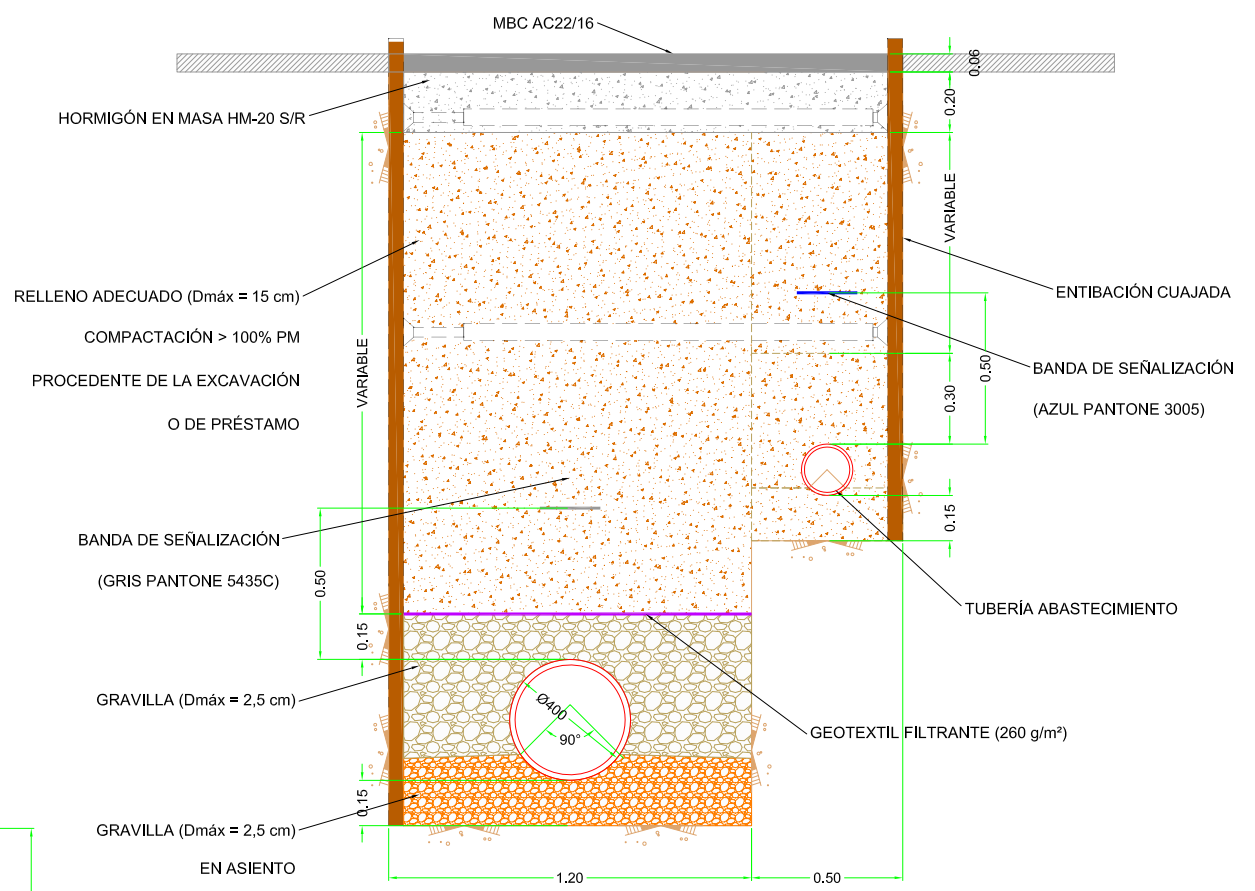 MBC AC22/16
0.06
HORMIGÓN EN MASA HM-20 S/R
0.20
VARIABLE
RELLENO ADECUADO (Dmáx = 15 cm)
COMPACTACIÓN > 100% PM
PROCEDENTE DE LA EXCAVACIÓN
O DE PRÉSTAMO
VARIABLE
ENTIBACIÓN CUAJADA
0.50
BANDA DE SEÑALIZACIÓN
(AZUL PANTONE 3005)
0.30
0.15
BANDA DE SEÑALIZACIÓN
(GRIS PANTONE 5435C)
0.50
TUBERÍA ABASTECIMIENTO
0.15
GRAVILLA (Dmáx = 2,5 cm)
Ø400
90°
GEOTEXTIL FILTRANTE (260 g/m²)
0.15
GRAVILLA (Dmáx = 2,5 cm)
EN ASIENTO
1.20
0.50